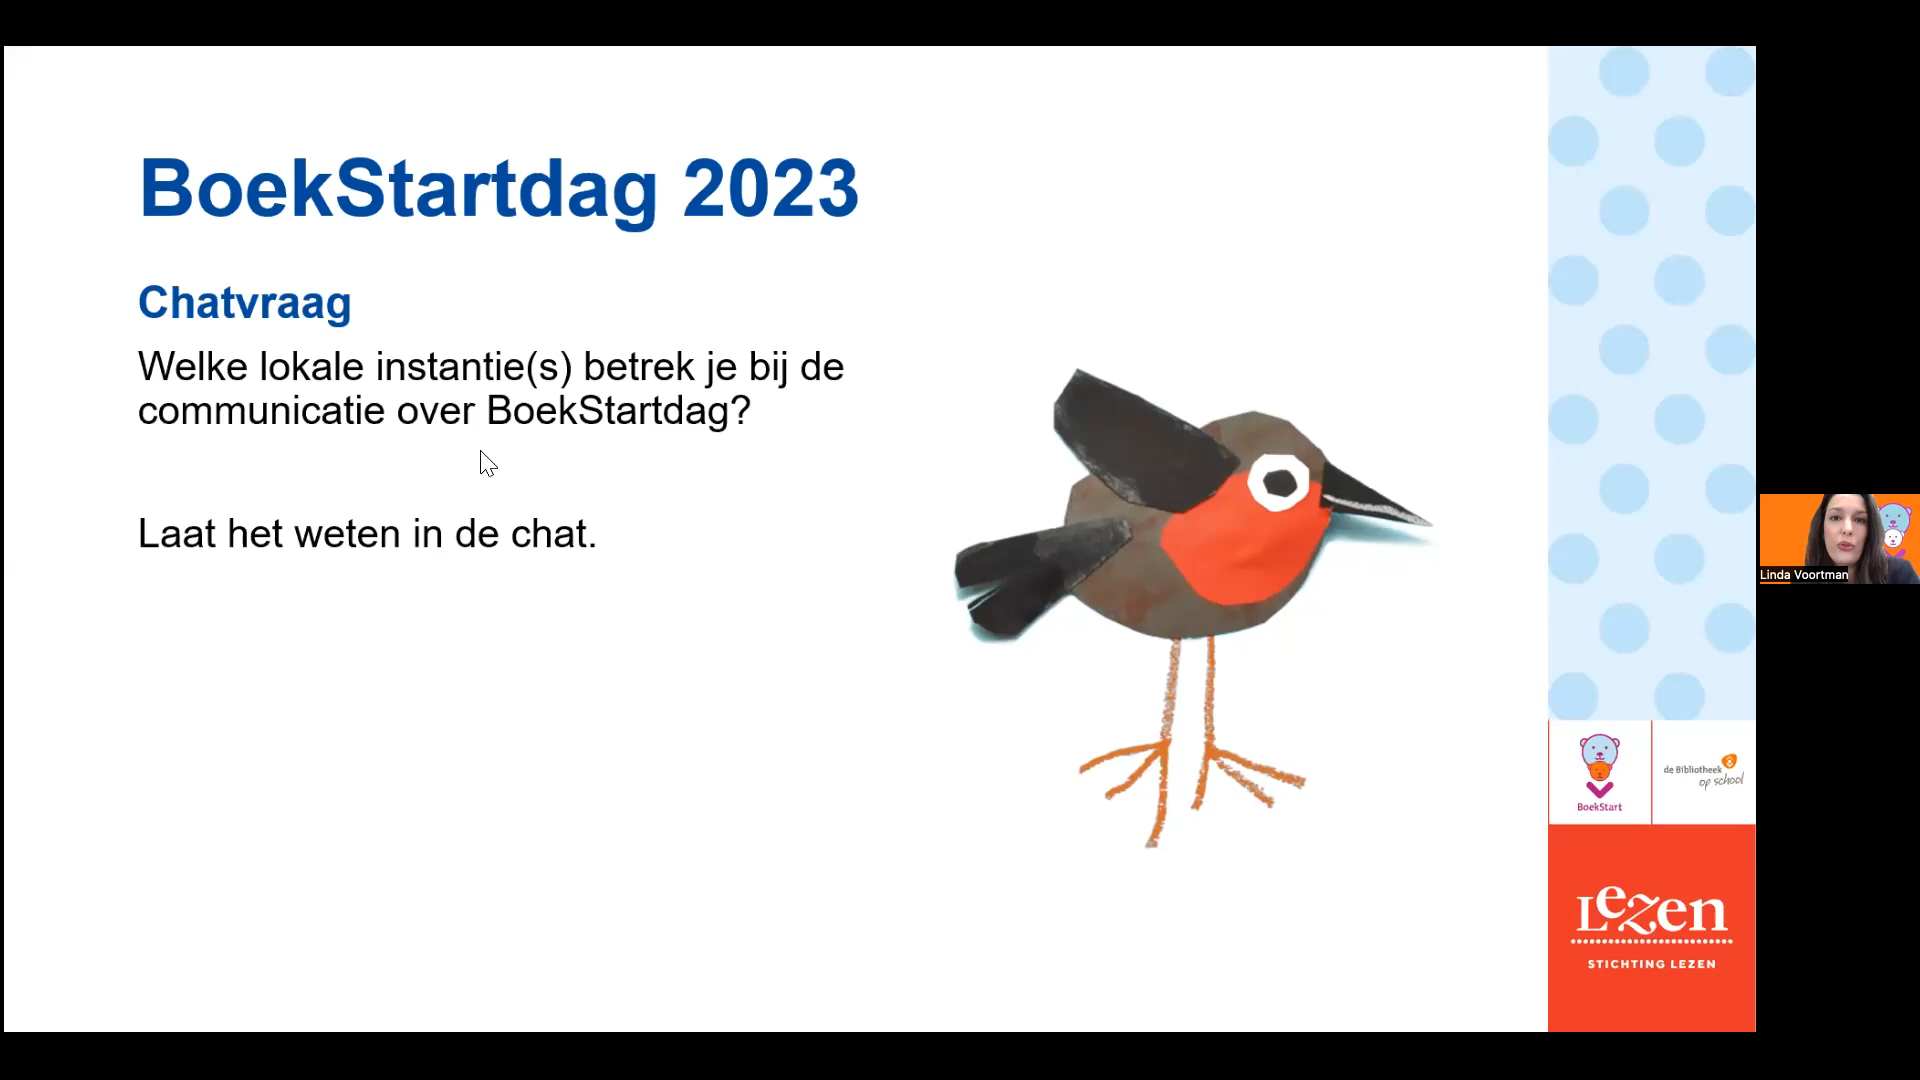 BoekStartdag 2023
Chatvraag
Welke lokale instantie(s) betrek je bij de
communicatie over BoekStartdag?
Laat het weten in de chat.
Linda Voortman
BoekStart
de Bibliotheek
op school
Lezen
STICHTING LEZEN